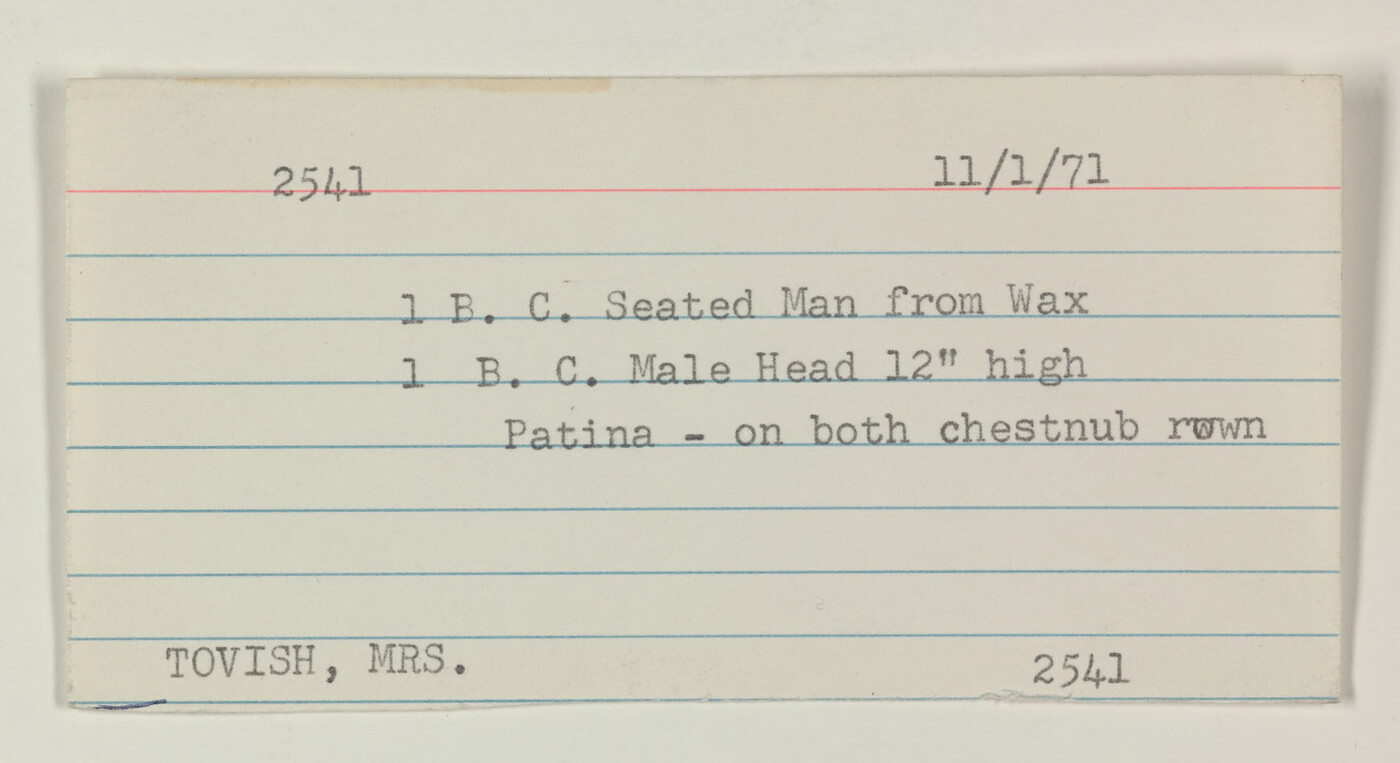 2541 11/1/71
1 B. C. Seated Man from Wax
1 B. C. Male Head 12" high
Patina - on both chestnub rown
TOVISH, MRS. 2541